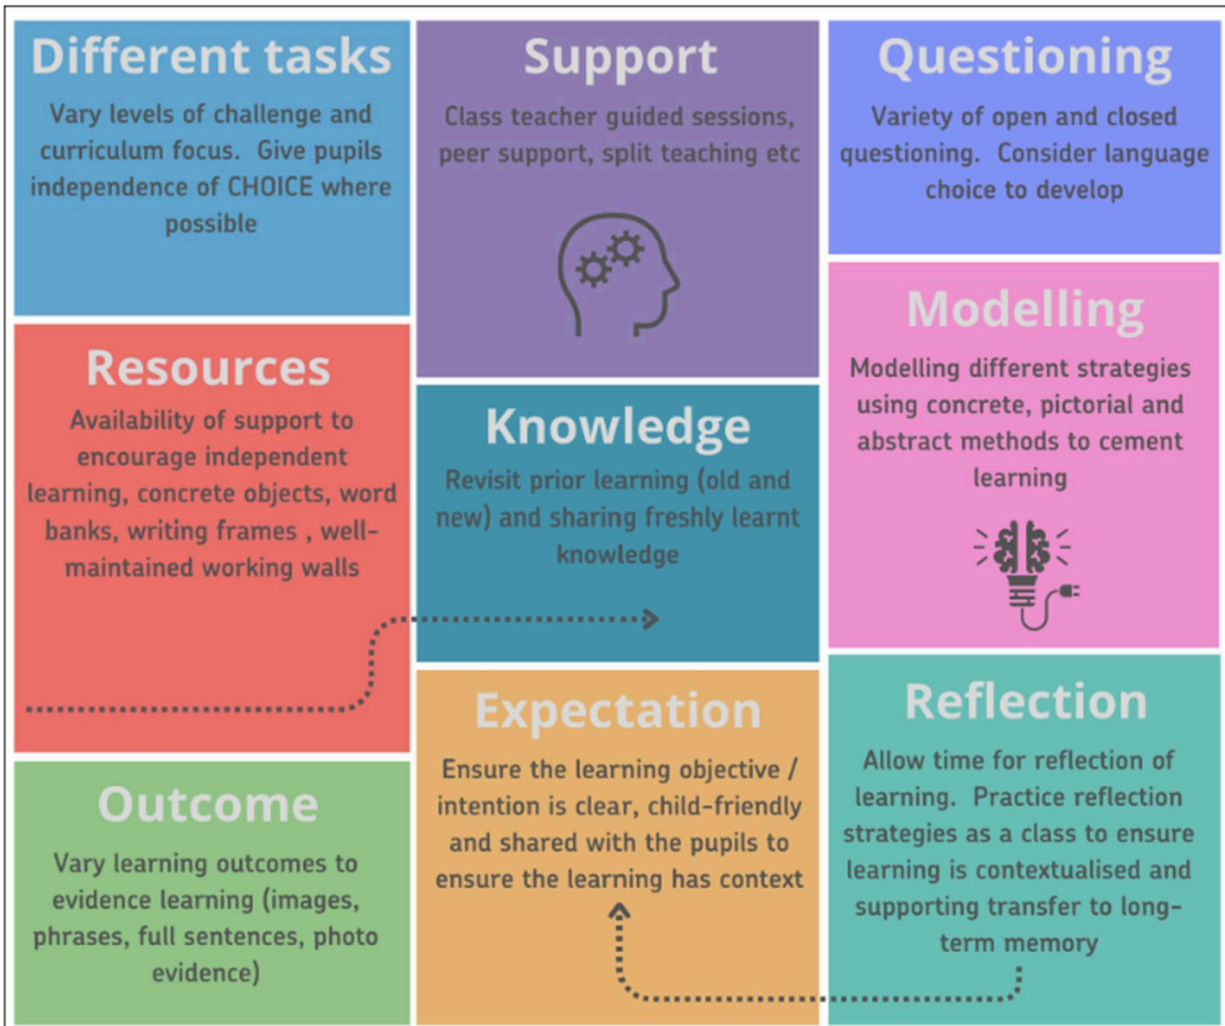 Different tasks
Vary levels of challenge and
curriculum focus.  Give pupils
independence of CHOICE where
possible
Support
Class teacher guided sessions,
peer support, split teaching etc
Questioning
Variety of open and closed
questioning.  Consider language
choice to develop
Resources
Availability of support to
encourage independent
learning, concrete objects, word
banks, writing frames , well-
maintained working walls
Knowledge
Revisit prior learning (old and
new) and sharing freshly learnt
knowledge
Modelling
Modelling different strategies
using concrete, pictorial and
abstract methods to cement
learning
Outcome
Vary learning outcomes to
evidence learning (images,
phrases, full sentences, photo
evidence)
Expectation
Ensure the learning objective /
intention is clear, child-friendly
and shared with the pupils to
ensure the learning has context
Reflection
Allow time for reflection of
learning.  Practice reflection
strategies as a class to ensure
learning is contextualised and
supporting transfer to long-
term memory